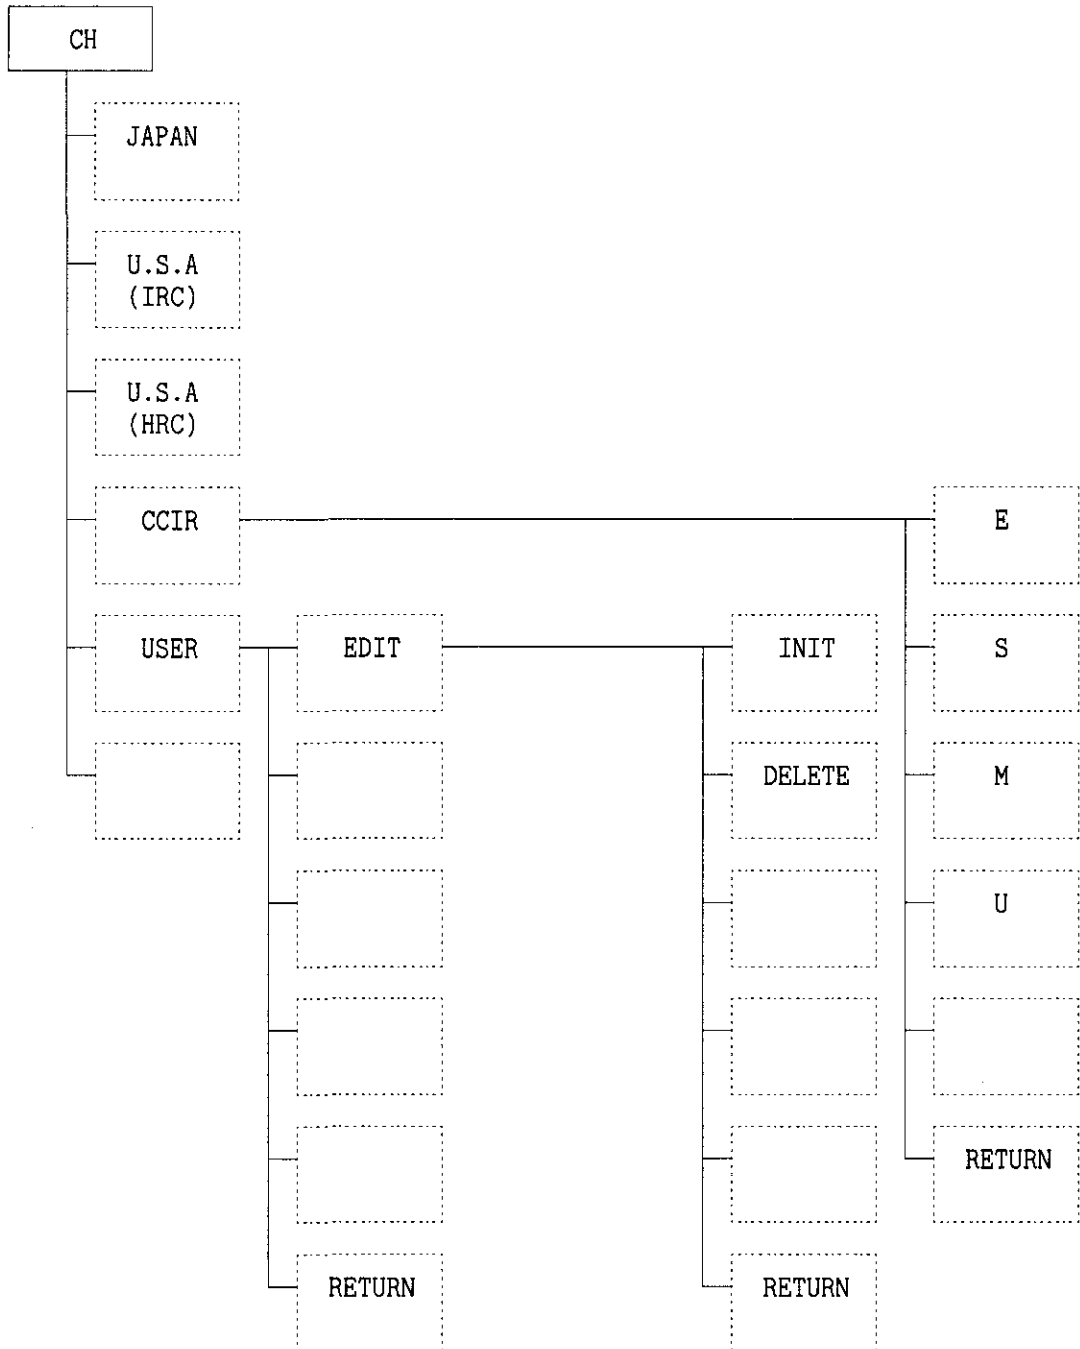 CH
JAPAN
U.S.A
(IRC)
U.S.A
(HRC)
CCIR
E
USER
EDIT
INIT
S
DELETE
M
U
RETURN
RETURN
RETURN